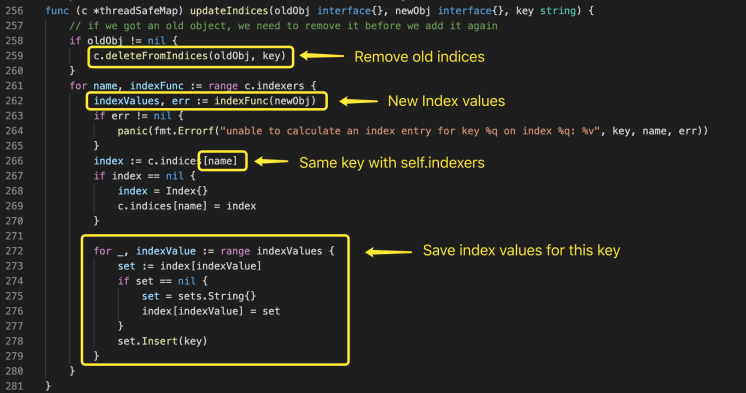 256 func (c *threadSafeMap) updateIndices(oldObj interface{}, newObj interface{}, key string) {
257     // if we got an old object, we need to remove it before we add it again
258     if oldObj != nil {
259         c.deleteFromIndices(oldObj, key) Remove old indices
260     }
261     for name, indexFunc := range c.indexers {
262         indexValues, err := indexFunc(newObj) New Index values
263         if err != nil {
264             panic(fmt.Errorf("unable to calculate an index entry for key %q on index %q: %v", key, name, err))
265         }
266         index := c.indices[name] Same key with self.indexers
267         if index == nil {
268             index = Index{}
269             c.indices[name] = index
270         }
271
272         for _, indexValue := range indexValues { Save index values for this key
273             set := index[indexValue]
274             if set == nil {
275                 set = sets.String{}
276                 index[indexValue] = set
277             }
278             set.Insert(key)
279         }
280     }
281 }